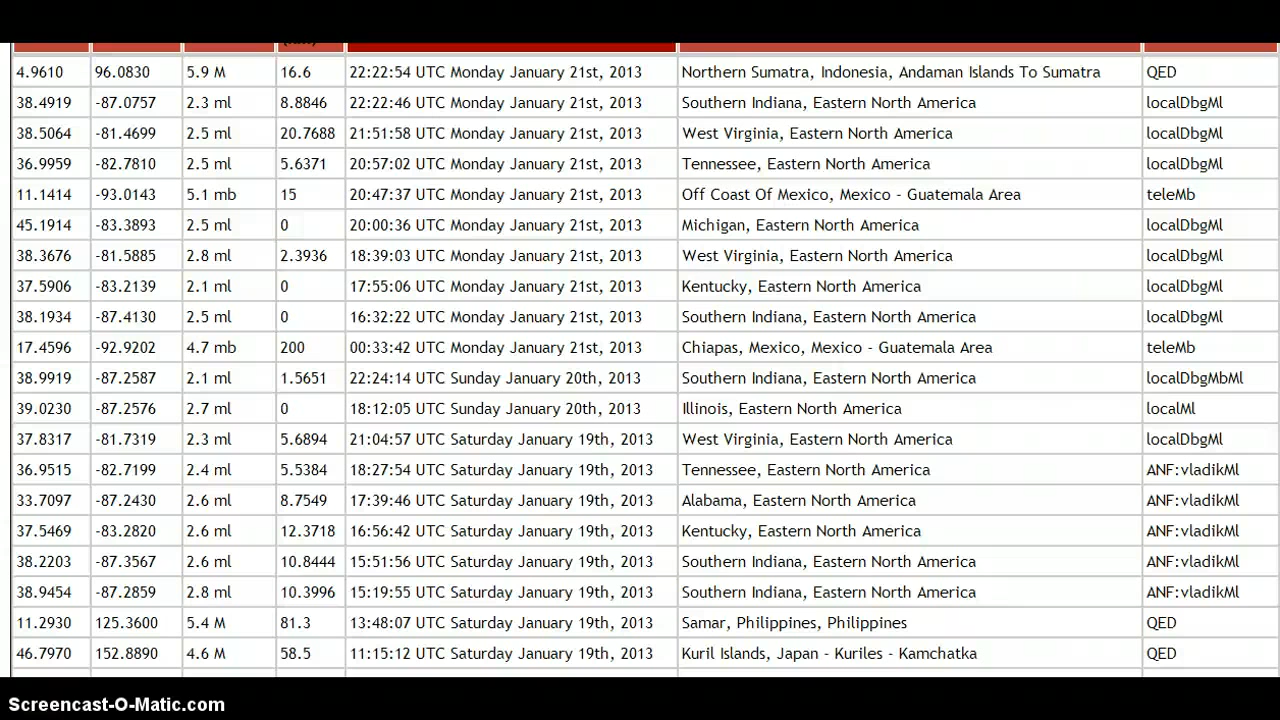 4.9610 96.0830 5.9 M 16.6 22:22:54 UTC Monday January 21st, 2013 Northern Sumatra, Indonesia, Andaman Islands To Sumatra QED
38.4919 -87.0757 2.3 ml 8.8846 22:22:46 UTC Monday January 21st, 2013 Southern Indiana, Eastern North America localDbgMl
38.5064 -81.4699 2.5 ml 20.7688 21:51:58 UTC Monday January 21st, 2013 West Virginia, Eastern North America localDbgMl
36.9959 -82.7810 2.5 ml 5.6371 20:57:02 UTC Monday January 21st, 2013 Tennessee, Eastern North America localDbgMl
11.1414 -93.0143 5.1 mb 15 20:47:37 UTC Monday January 21st, 2013 Off Coast Of Mexico, Mexico - Guatemala Area teleMb
45.1914 -83.3893 2.5 ml 0 20:00:36 UTC Monday January 21st, 2013 Michigan, Eastern North America localDbgMl
38.3676 -81.5885 2.8 ml 2.3936 18:39:03 UTC Monday January 21st, 2013 West Virginia, Eastern North America localDbgMl
37.5906 -83.2139 2.1 ml 0 17:55:06 UTC Monday January 21st, 2013 Kentucky, Eastern North America localDbgMl
38.1934 -87.4130 2.5 ml 0 16:32:22 UTC Monday January 21st, 2013 Southern Indiana, Eastern North America localDbgMl
17.4596 -92.9202 4.7 mb 200 00:33:42 UTC Monday January 21st, 2013 Chiapas, Mexico, Mexico - Guatemala Area teleMb
38.9919 -87.2587 2.1 ml 1.5651 22:24:14 UTC Sunday January 20th, 2013 Southern Indiana, Eastern North America localDbgMbMl
39.0230 -87.2576 2.7 ml 0 18:12:05 UTC Sunday January 20th, 2013 Illinois, Eastern North America localMl
37.8317 -81.7319 2.3 ml 5.6894 21:04:57 UTC Saturday January 19th, 2013 West Virginia, Eastern North America localDbgMl
36.9515 -82.7199 2.4 ml 5.5384 18:27:54 UTC Saturday January 19th, 2013 Tennessee, Eastern North America ANF:vladikMl
33.7097 -87.2430 2.6 ml 8.7549 17:39:46 UTC Saturday January 19th, 2013 Alabama, Eastern North America ANF:vladikMl
37.5469 -83.2820 2.6 ml 12.3718 16:56:42 UTC Saturday January 19th, 2013 Kentucky, Eastern North America ANF:vladikMl
38.2203 -87.3567 2.6 ml 10.8444 15:51:56 UTC Saturday January 19th, 2013 Southern Indiana, Eastern North America ANF:vladikMl
38.9454 -87.2859 2.8 ml 10.3996 15:19:55 UTC Saturday January 19th, 2013 Southern Indiana, Eastern North America ANF:vladikMl
11.2930 125.3600 5.4 M 81.3 13:48:07 UTC Saturday January 19th, 2013 Samar, Philippines, Philippines QED
46.7970 152.8890 4.6 M 58.5 11:15:12 UTC Saturday January 19th, 2013 Kuril Islands, Japan - Kuriles - Kamchatka QED
Screencast-O-Matic.com